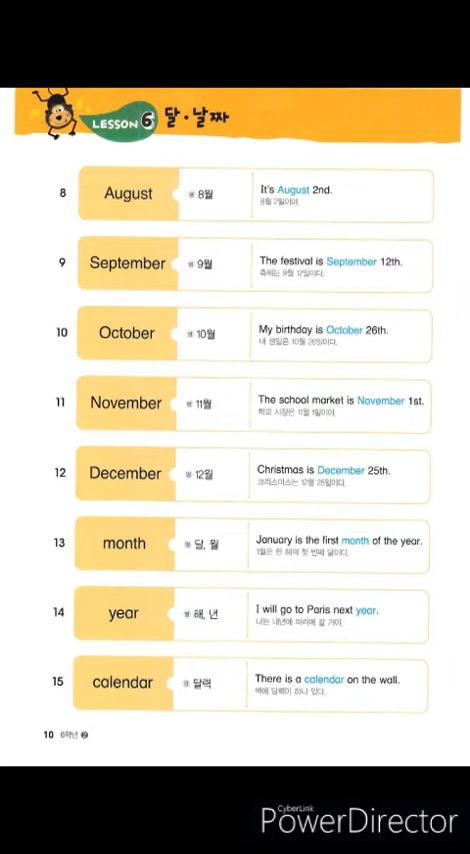 LESSON 6 달·날짜
8 August 명 8월 It's August 2nd.
8월 2일이야.
9 September 명 9월 The festival is September 12th.
축제는 9월 12일이다.
10 October 명 10월 My birthday is October 26th.
내 생일은 10월 26일이다.
11 November 명 11월 The school market is November 1st.
학교 시장은 11월 1일이야.
12 December 명 12월 Christmas is December 25th.
크리스마스는 12월 25일이다.
13 month 명 달, 월 January is the first month of the year.
1월은 한 해의 첫 번째 달이다.
14 year 명 해, 년 I will go to Paris next year.
나는 내년에 파리에 갈 거야.
15 calendar 명 달력 There is a calendar on the wall.
벽에 달력이 하나 있다.
10 6학년 2
CyberLink
PowerDirector